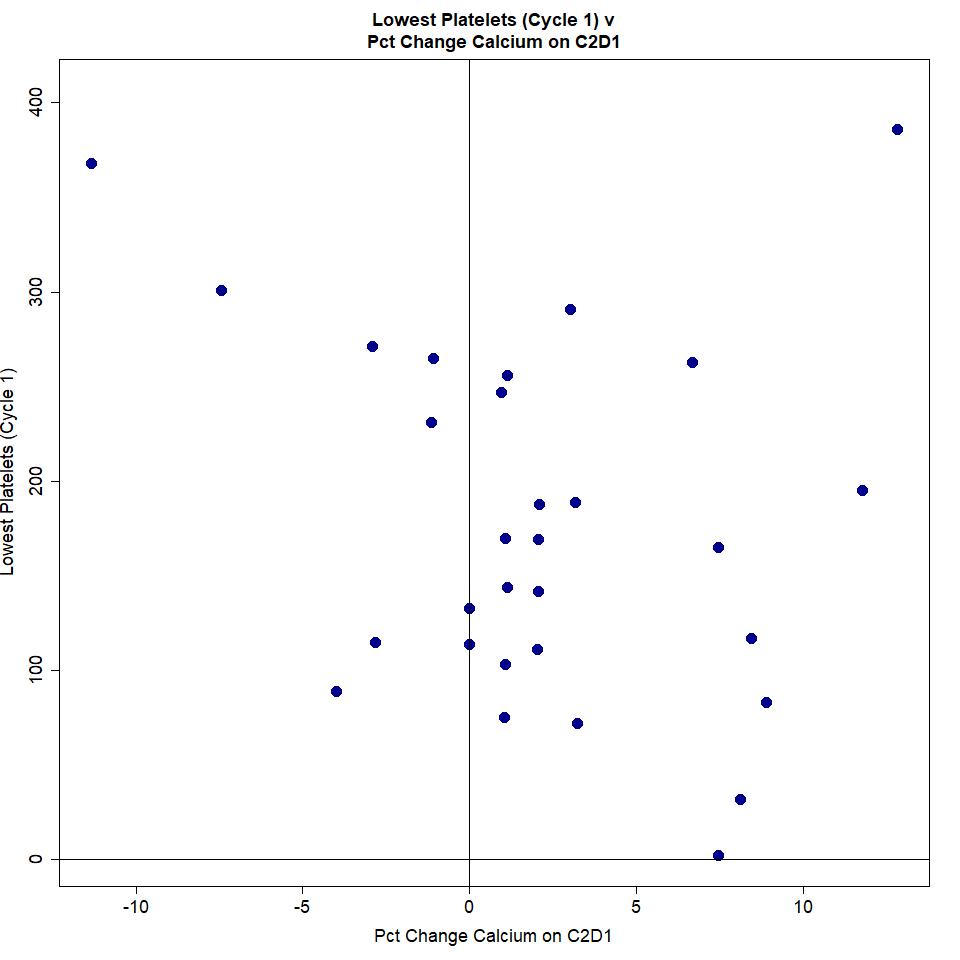 Lowest Platelets (Cycle 1) v
Pct Change Calcium on C2D1
400
300
200
100
0
Lowest Platelets (Cycle 1)
-10 -5 0 5 10
Pct Change Calcium on C2D1